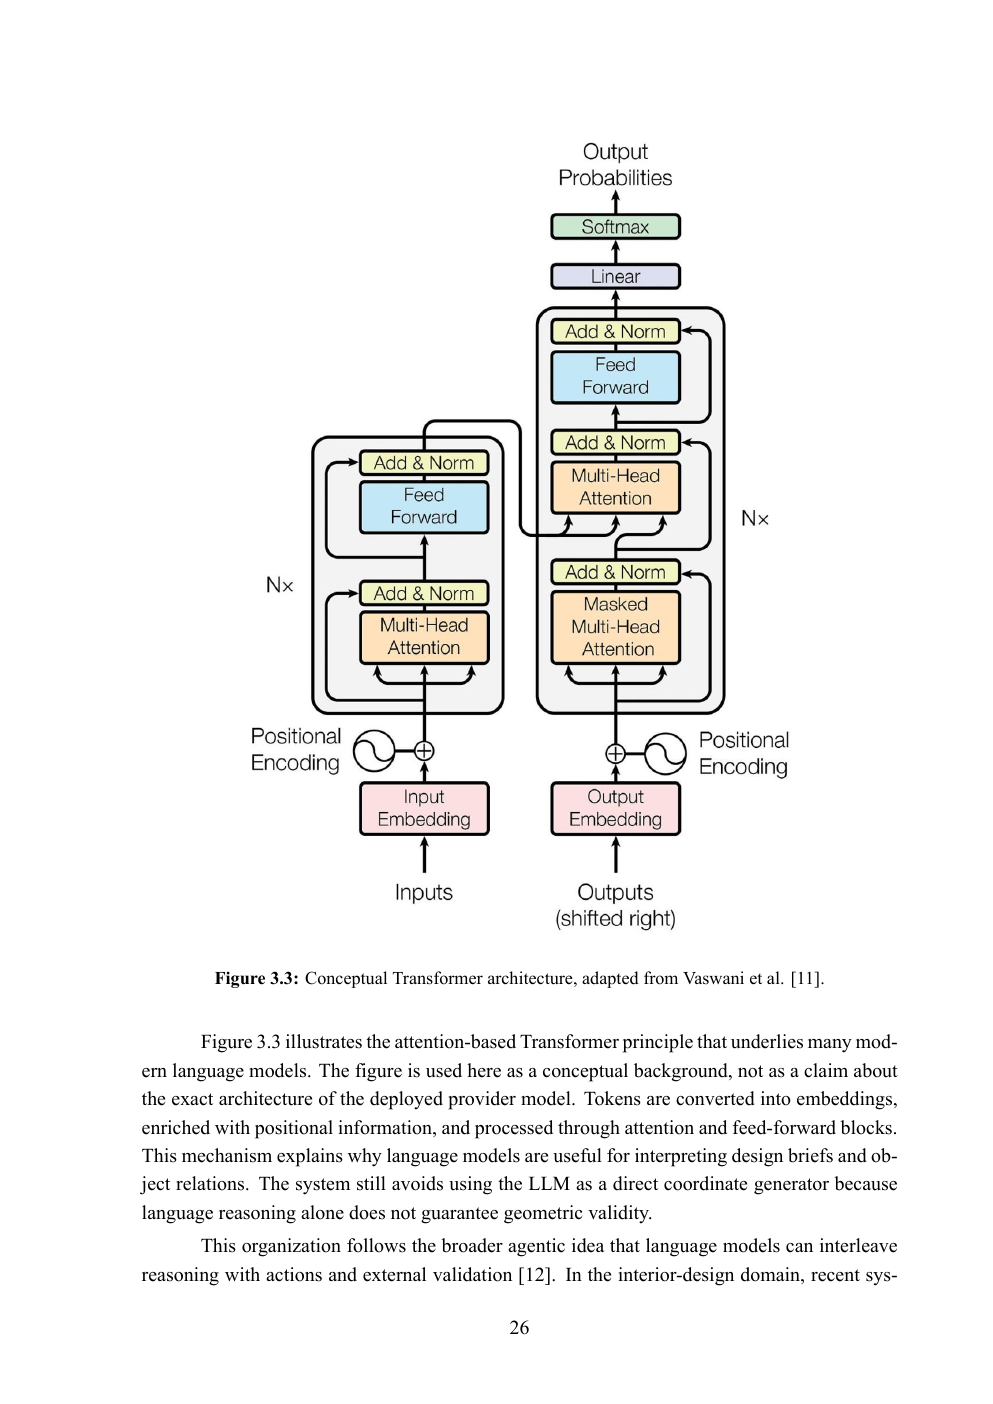 Output
Probabilities
Softmax
Linear
Add & Norm
Feed
Forward
Add & Norm
Multi-Head
Attention
Nx
Add & Norm
Masked
Multi-Head
Attention
Add & Norm
Feed
Forward
Nx
Add & Norm
Multi-Head
Attention
Positional
Encoding
Positional
Encoding
Input
Embedding
Output
Embedding
Inputs
Outputs
(shifted right)
Figure 3.3: Conceptual Transformer architecture, adapted from Vaswani et al. [11].
Figure 3.3 illustrates the attention-based Transformer principle that underlies many mod-
ern language models. The figure is used here as a conceptual background, not as a claim about
the exact architecture of the deployed provider model. Tokens are converted into embeddings,
enriched with positional information, and processed through attention and feed-forward blocks.
This mechanism explains why language models are useful for interpreting design briefs and ob-
ject relations. The system still avoids using the LLM as a direct coordinate generator because
language reasoning alone does not guarantee geometric validity.
This organization follows the broader agentic idea that language models can interleave
reasoning with actions and external validation [12]. In the interior-design domain, recent sys-
26